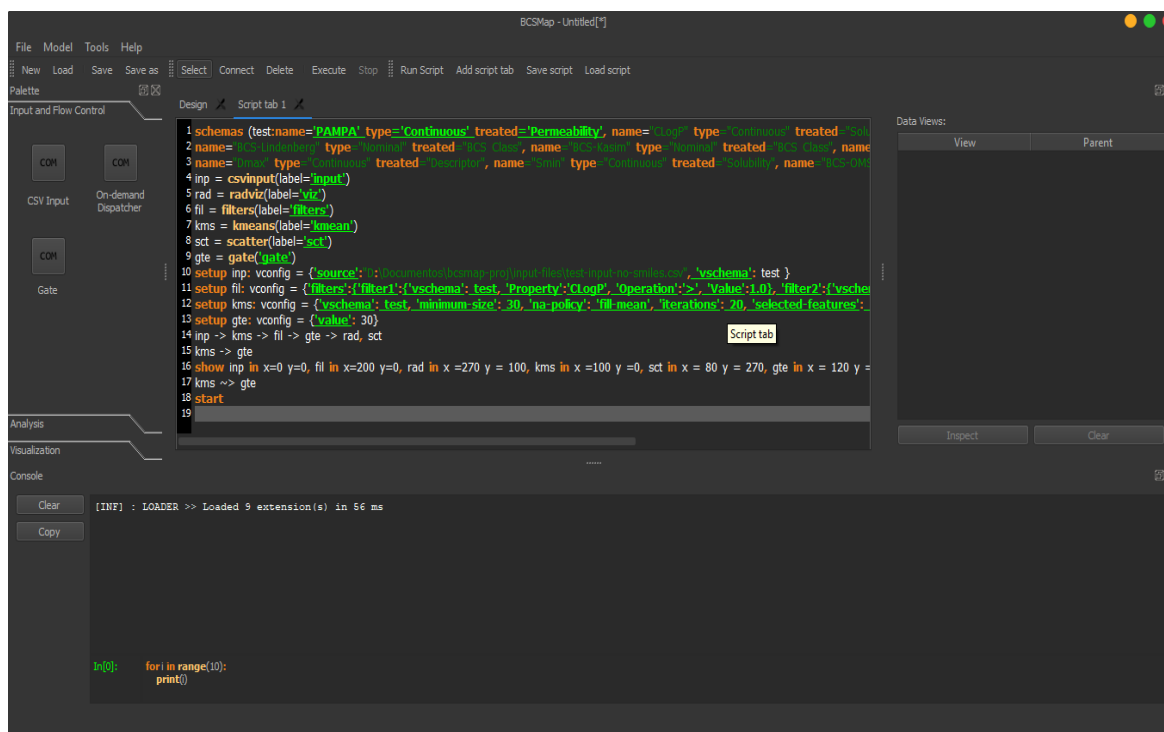 BCSMap - Untitled[*]
File Model Tools Help
New Load Save Save as Select Connect Delete Execute Stop Run Script Add script tab Save script Load script
Palette
Input and Flow Control
COM
CSV Input
COM
On-demand
Dispatcher
COM
Gate
Analysis
Visualization
Design Script tab 1
1 schemas (test:name='PAMPA' type='Continuous' treated='Permeability', name="CLogP" type="Continuous" treated="Solu
2 name="BCS-Lindenberg" type="Nominal" treated="BCS Class", name="BCS-Kasim" type="Nominal" treated="BCS Class", name
3 name="Dmax" type="Continuous" treated="Descriptor", name="Smin" type="Continuous" treated="Solubility", name="BCS-OMS
4 inp = csvinput(label='input')
5 rad = radviz(label='viz')
6 fil = filters(label='filters')
7 kms = kmeans(label='kmean')
8 sct = scatter(label='sct')
9 gte = gate('gate')
10 setup inp: vconfig = {'source':"D:\Documentos\bcsmap-proj\input-files\test-input-no-smiles.csv", 'vschema': test }
11 setup fil: vconfig = {'filters':{'filter1':{'vschema': test, 'Property':'CLogP', 'Operation':'>', 'Value':1.0}, 'filter2':{'vschem
12 setup kms: vconfig = {'vschema': test, 'minimum-size': 30, 'na-policy': 'fill-mean', 'iterations': 20, 'selected-features':
13 setup gte: vconfig = {'value': 30}
14 inp -> kms -> fil -> gte -> rad, sct
15 kms -> gte
16 show inp in x=0 y=0, fil in x=200 y=0, rad in x =270 y = 100, kms in x =100 y =0, sct in x = 80 y = 270, gte in x = 120 y =
17 kms ~> gte
18 start
19
Script tab
Data Views:
View Parent
Inspect Clear
Console
Clear
Copy
[INF] : LOADER >> Loaded 9 extension(s) in 56 ms
In[0]: for i in range(10):
print(i)